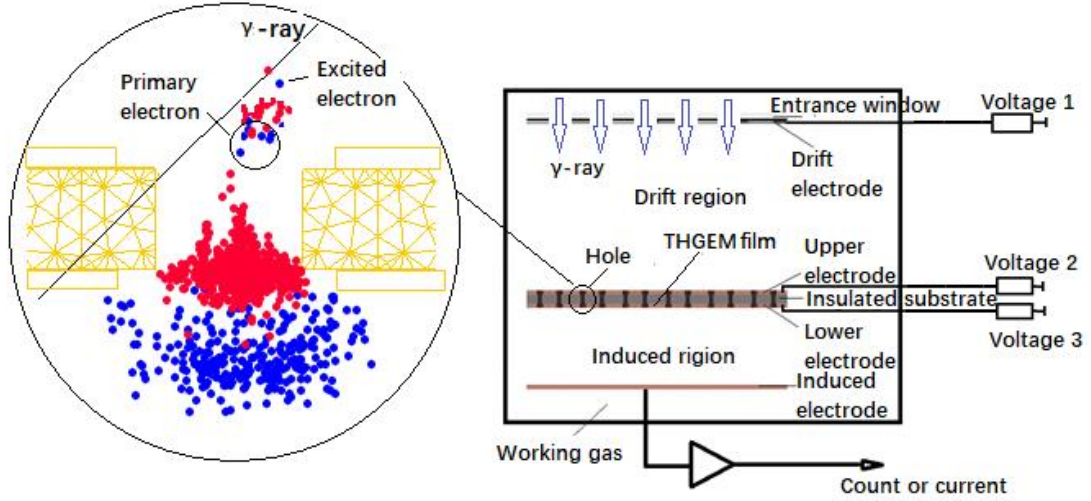 γ-ray
Primary
electron
Excited
electron
Entrance window
Voltage 1
γ-ray
Drift
electrode
Drift region
Hole
THGEM film
Upper
electrode
Voltage 2
Insulated substrate
Voltage 3
Lower
electrode
Induced rigion
Induced
electrode
Working gas
Count or current